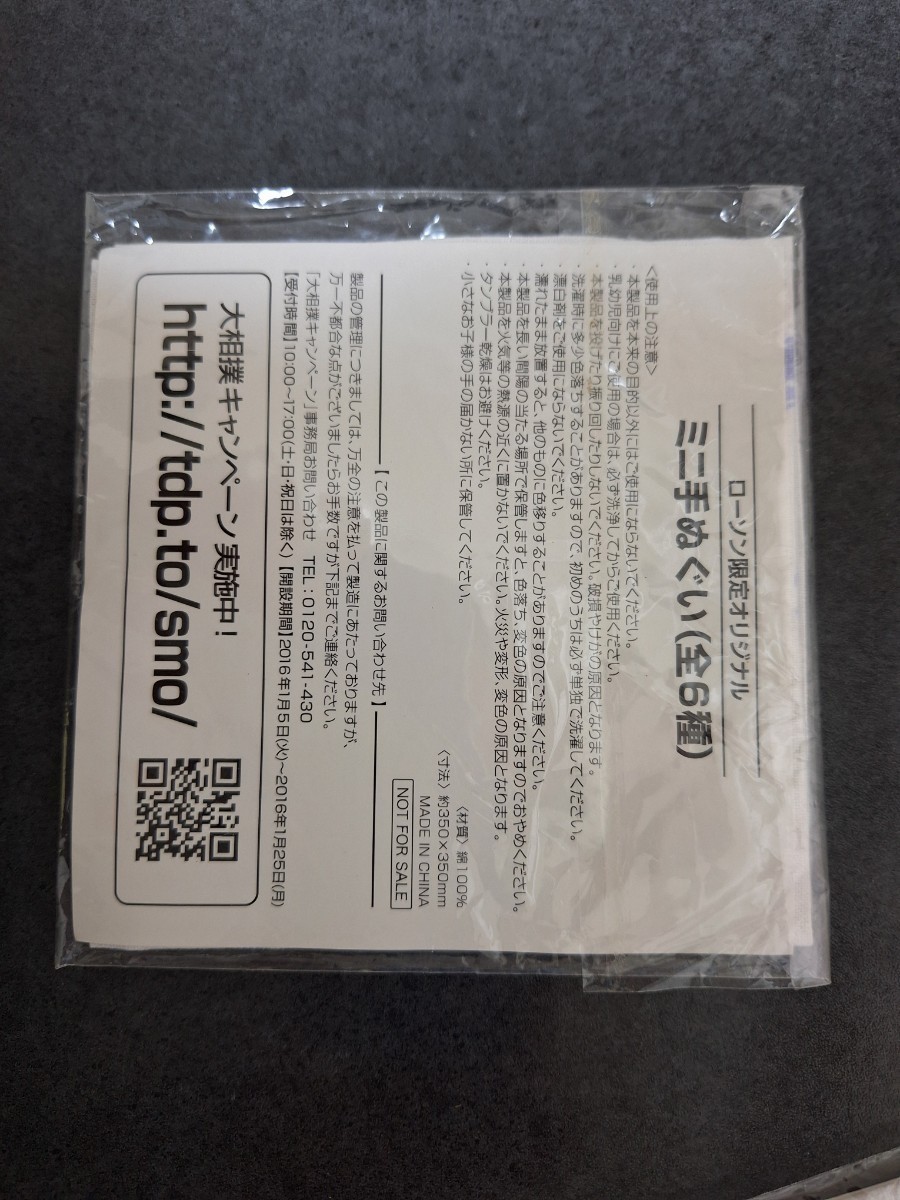 ローソン限定オリジナル
ミニ手ぬぐい(全6種)
〈使用上の注意〉
・本製品を本来の目的以外にはご使用にならないでください。
・乳幼児向けにご使用の場合は、必ず洗浄してからご使用ください。
・本製品を投げたり振り回したりしないでください。破損やけがの原因となります。
・洗濯時に多少色落ちすることがありますので、初めのうちは必ず単独で洗濯してください。
・漂白剤をご使用にならないでください。
・濡れたまま放置すると、他のものに色移りすることがありますのでご注意ください。
・本製品を長い間陽の当たる場所で保管しますと、色落ち、変色の原因となりますのでおやめください。
・本製品を火気等の熱源の近くに置かないでください。火災や変形、変色の原因となります。
・タンブラー乾燥はお避けください。
・小さなお子様の手の届かない所に保管してください。
〈材質〉綿100%
〈寸法〉約350×350mm
MADE IN CHINA
NOT FOR SALE
【この製品に関するお問い合わせ先】
製品の管理につきましては、万全の注意を払って製造にあたっておりますが、
万一不都合な点がございましたらお手数ですが下記までご連絡ください。
「大相撲キャンペーン」事務局お問い合わせ TEL:0120-541-430
【受付時間】10:00~17:00(土・日・祝日は除く)【開設期間】2016年1月5日(火)~2016年1月25日(月)
大相撲キャンペーン実施中!
http://tdp.to/smo/